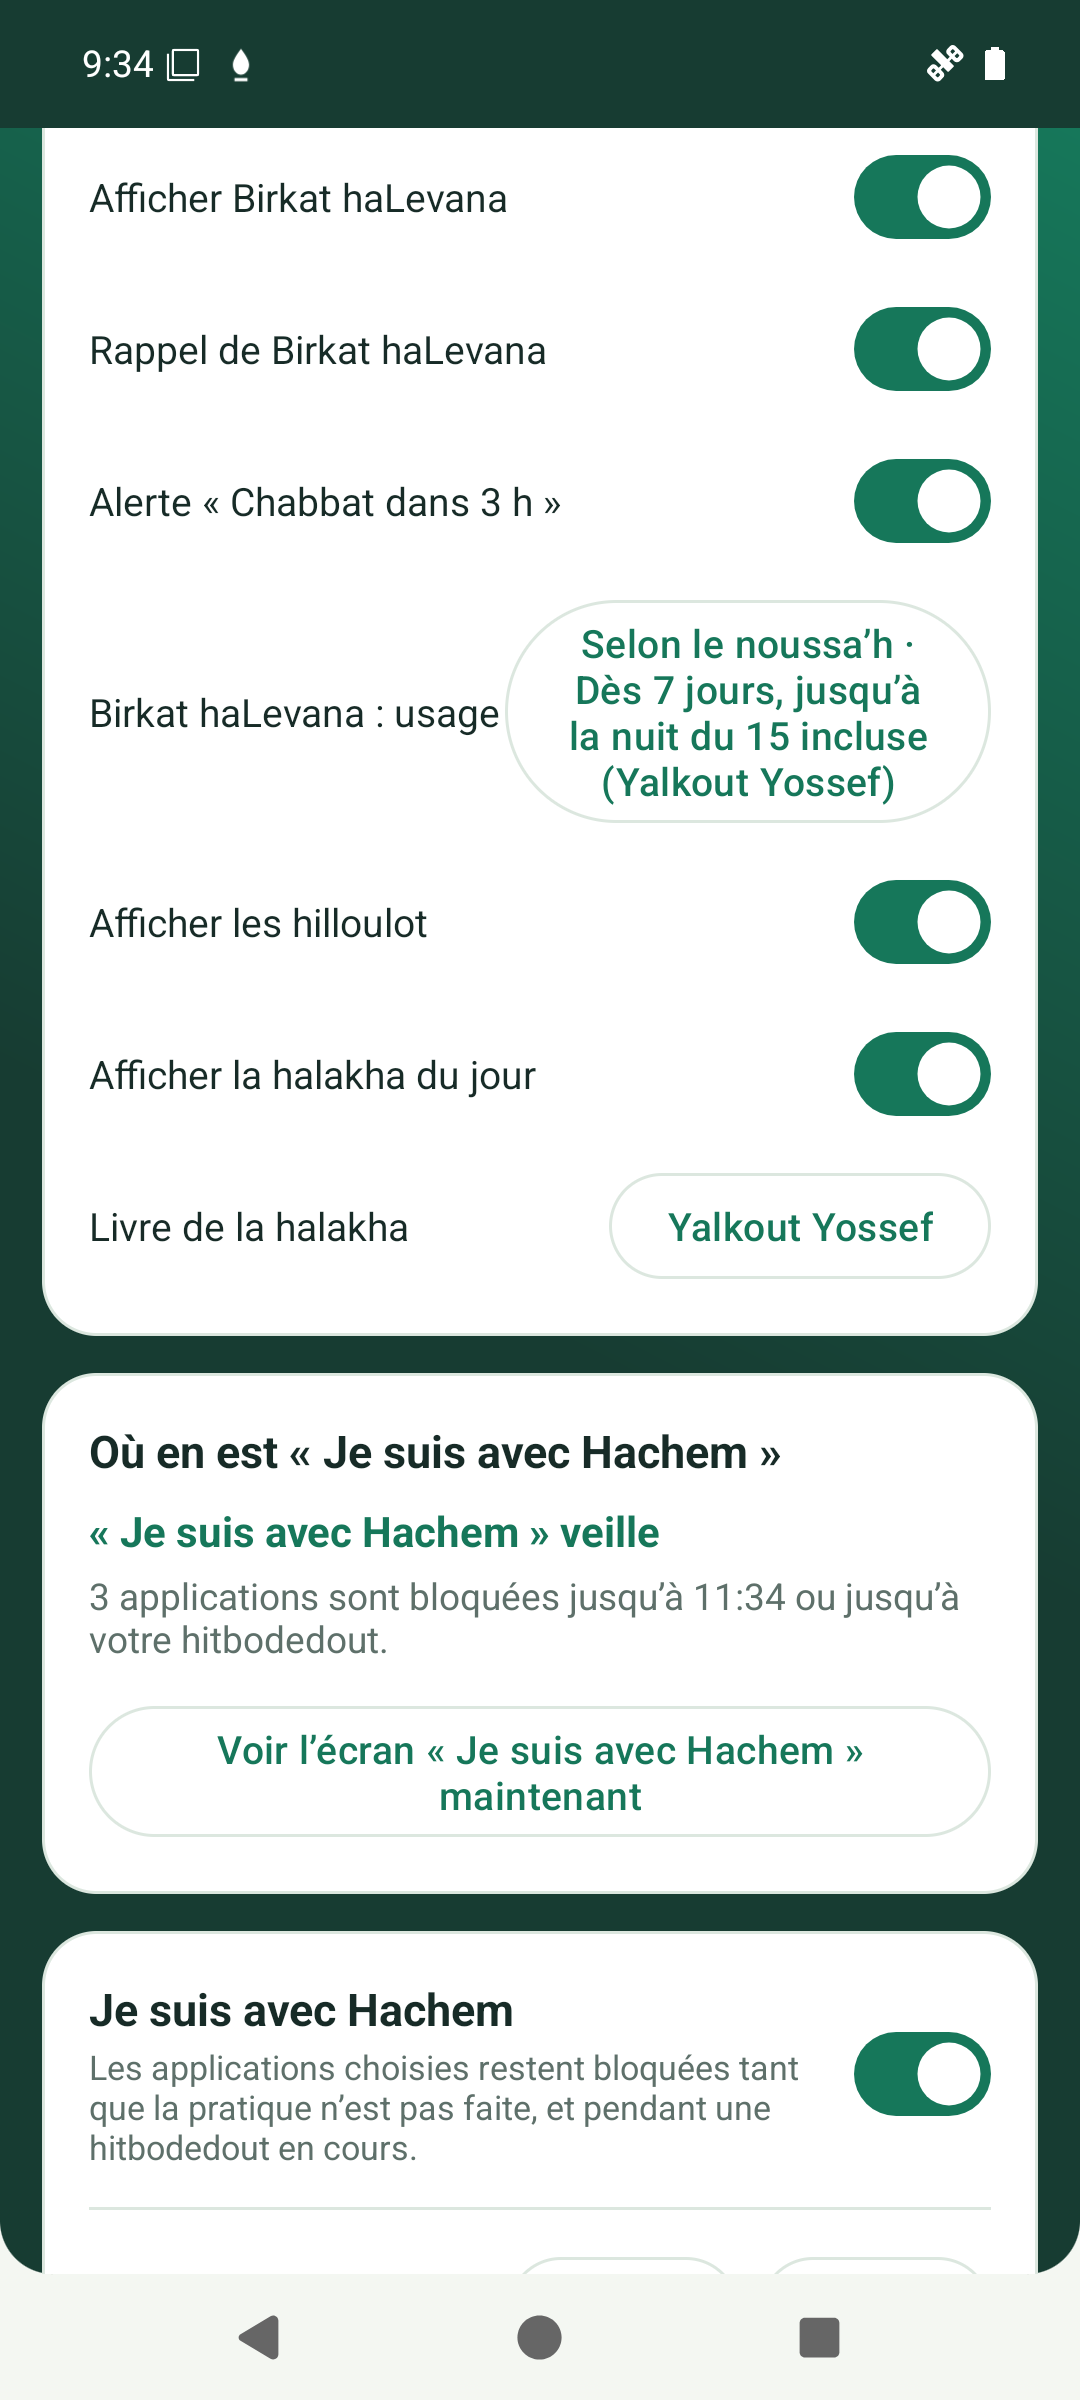 9:34
Afficher Birkat haLevana
Rappel de Birkat haLevana
Alerte « Chabbat dans 3 h »
Birkat haLevana : usage
Selon le noussa’h ·
Dès 7 jours, jusqu’à
la nuit du 15 incluse
(Yalkout Yossef)
Afficher les hilloulot
Afficher la halakha du jour
Livre de la halakha
Yalkout Yossef
Où en est « Je suis avec Hachem »
« Je suis avec Hachem » veille
3 applications sont bloquées jusqu’à 11:34 ou jusqu’à
votre hitbodedout.
Voir l’écran « Je suis avec Hachem »
maintenant
Je suis avec Hachem
Les applications choisies restent bloquées tant
que la pratique n’est pas faite, et pendant une
hitbodedout en cours.